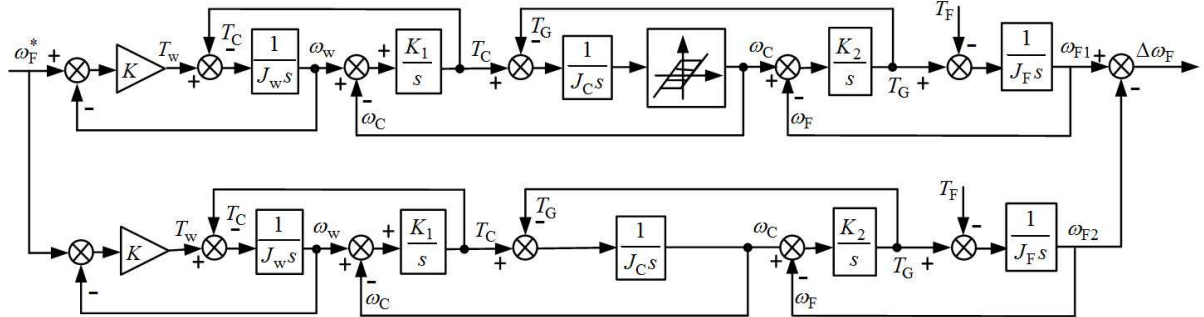 ω_F^* + - K T_w + T_C - 1/(J_w s) ω_w + - ω_C + K_1/s T_C + T_G - 1/(J_C s) ω_C + - ω_F K_2/s T_G + T_F - 1/(J_F s) ω_F1 + - Δω_F
- K T_w + T_C - 1/(J_w s) ω_w + - ω_C + K_1/s T_C + T_G - 1/(J_C s) ω_C + - ω_F K_2/s T_G + T_F - 1/(J_F s) ω_F2